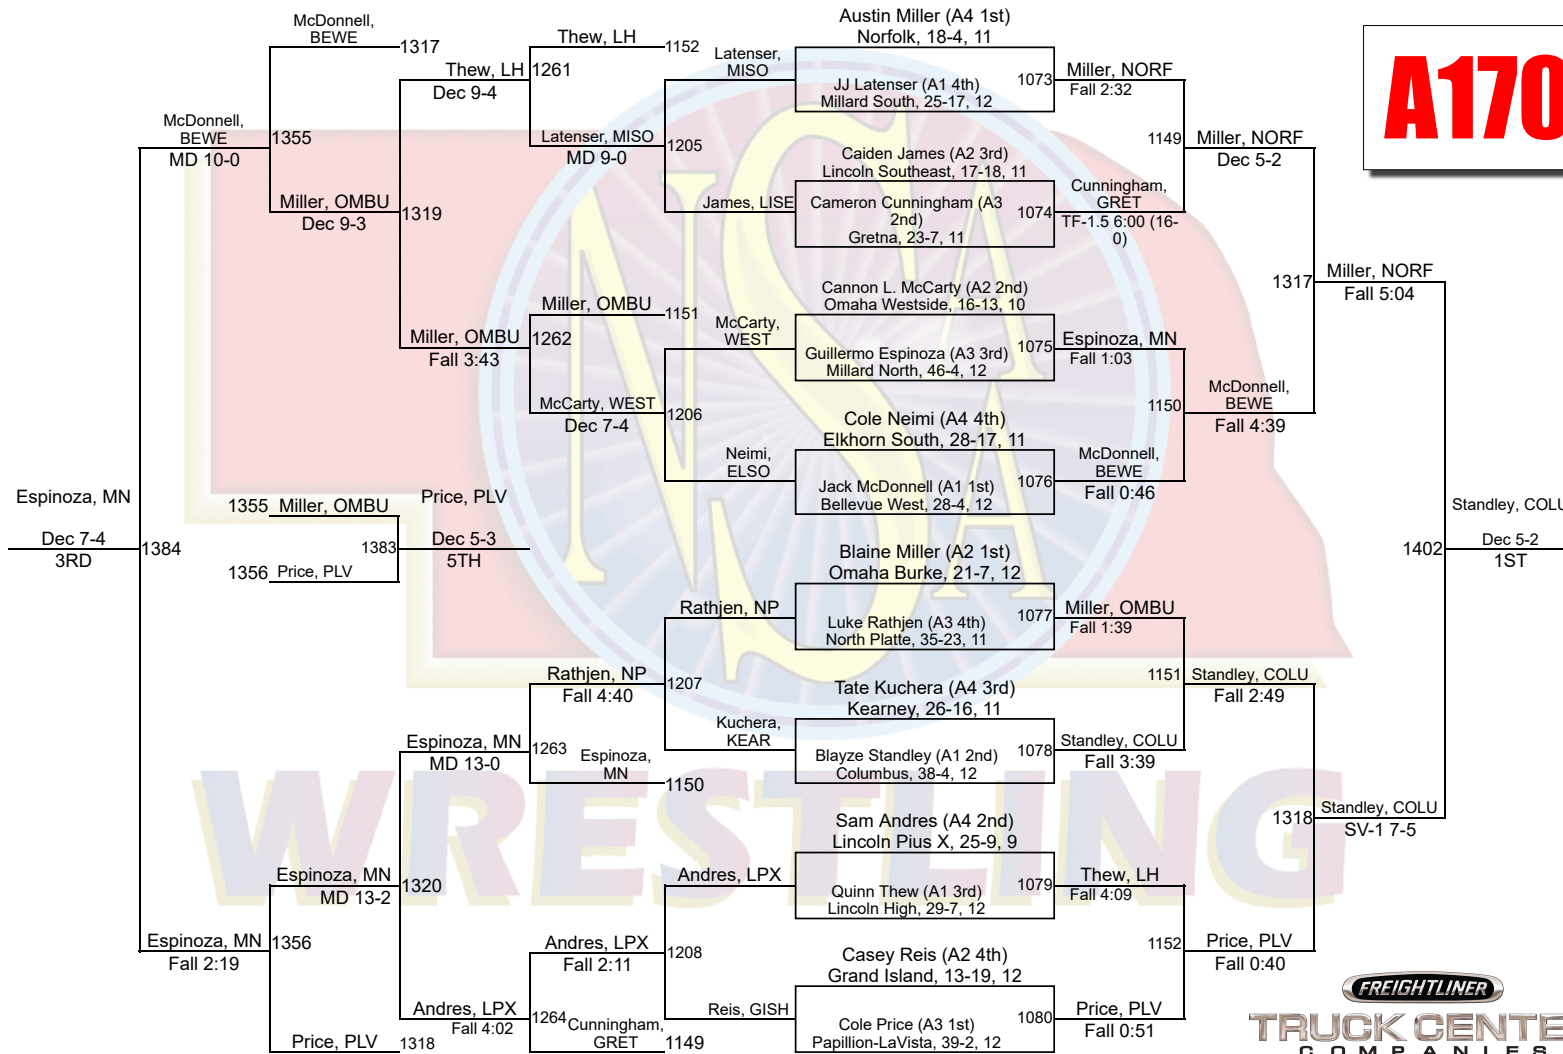 McDonnell,
BEWE
1317
Thew, LH
1152
Thew, LH
1261
Dec 9-4
Latenser,
MISO
Austin Miller (A4 1st)
Norfolk, 18-4, 11
JJ Latenser (A1 4th)
Millard South, 25-17, 12
1073
Miller, NORF
Fall 2:32
A170
McDonnell,
BEWE
1355
MD 10-0
Latenser, MISO
1205
MD 9-0
Caiden James (A2 3rd)
Lincoln Southeast, 17-18, 11
1149
Miller, NORF
Dec 5-2
Miller, OMBU
1319
Dec 9-3
James, LISE
Cameron Cunningham (A3
2nd)
Gretna, 23-7, 11
1074
Cunningham,
GRET
TF-1.5 6:00 (16-
0)
1317
Miller, NORF
Fall 5:04
Miller, OMBU
1151
Miller, OMBU
1262
Fall 3:43
McCarty,
WEST
Cannon L. McCarty (A2 2nd)
Omaha Westside, 16-13, 10
Guillermo Espinoza (A3 3rd)
Millard North, 46-4, 12
1075
Espinoza, MN
Fall 1:03
McCarty, WEST
1206
Dec 7-4
Cole Neimi (A4 4th)
Elkhorn South, 28-17, 11
1150
McDonnell,
BEWE
Fall 4:39
Neimi,
ELSO
Jack McDonnell (A1 1st)
Bellevue West, 28-4, 12
1076
McDonnell,
BEWE
Fall 0:46
Espinoza, MN
Dec 7-4
3RD
1384
1355
Miller, OMBU
1356
Price, PLV
1383
Price, PLV
Dec 5-3
5TH
1402
Standley, COLU
Dec 5-2
1ST
Blaine Miller (A2 1st)
Omaha Burke, 21-7, 12
Rathjen, NP
Luke Rathjen (A3 4th)
North Platte, 35-23, 11
1077
Miller, OMBU
Fall 1:39
Rathjen, NP
1207
Fall 4:40
Tate Kuchera (A4 3rd)
Kearney, 26-16, 11
1151
Standley, COLU
Fall 2:49
Kuchera,
KEAR
Blayze Standley (A1 2nd)
Columbus, 38-4, 12
1078
Standley, COLU
Fall 3:39
Espinoza, MN
1263
MD 13-0
Espinoza,
MN
1150
1318
Standley, COLU
SV-1 7-5
Sam Andres (A4 2nd)
Lincoln Pius X, 25-9, 9
Espinoza, MN
1320
MD 13-2
Andres, LPX
Quinn Thew (A1 3rd)
Lincoln High, 29-7, 12
1079
Thew, LH
Fall 4:09
Espinoza, MN
1356
Fall 2:19
Andres, LPX
1208
Fall 2:11
Casey Reis (A2 4th)
Grand Island, 13-19, 12
1152
Price, PLV
Fall 0:40
Andres, LPX
1264
Fall 4:02
Reis, GISH
Cole Price (A3 1st)
Papillion-LaVista, 39-2, 12
1080
Price, PLV
Fall 0:51
Price, PLV
1318
Cunningham,
GRET
1149
NSAA
WRESTLING
FREIGHTLINER
TRUCK CENTE
COMPANIES